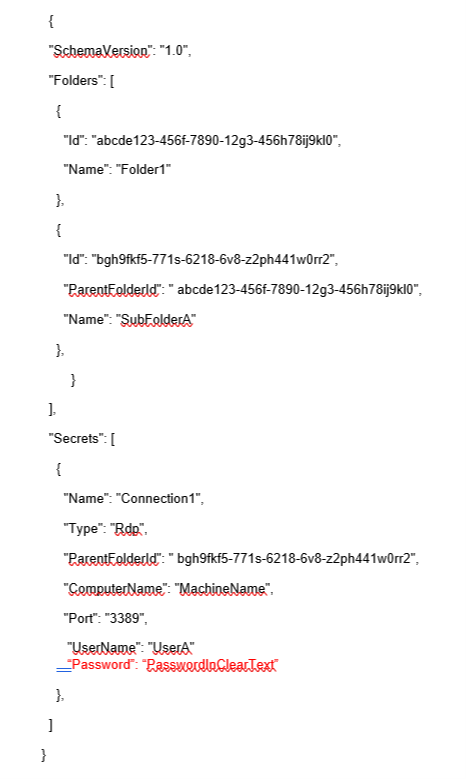 {
"SchemaVersion": "1.0",
"Folders": [
{
"Id": "abcde123-456f-7890-12g3-456h78ij9kl0",
"Name": "Folder1"
},
{
"Id": "bgh9fkf5-771s-6218-6v8-z2ph441w0rr2",
"ParentFolderId": " abcde123-456f-7890-12g3-456h78ij9kl0",
"Name": "SubFolderA"
},
}
],
"Secrets": [
{
"Name": "Connection1",
"Type": "Rdp",
"ParentFolderId": " bgh9fkf5-771s-6218-6v8-z2ph441w0rr2",
"ComputerName": "MachineName",
"Port": "3389",
"UserName": "UserA"
“Password”: “PasswordInClearText”
},
]
}